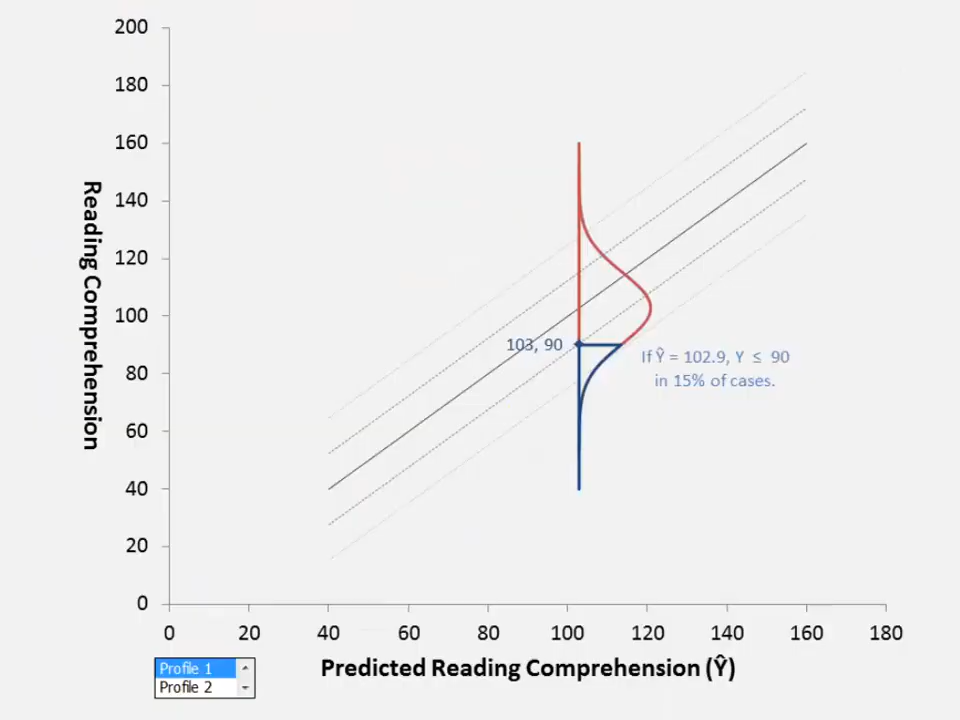 200
180
160
140
120
100
80
60
40
20
0
Reading Comprehension
103, 90
If Ŷ = 102.9, Y ≤ 90
in 15% of cases.
0 20 40 60 80 100 120 140 160 180
Predicted Reading Comprehension (Ŷ)
Profile 1
Profile 2